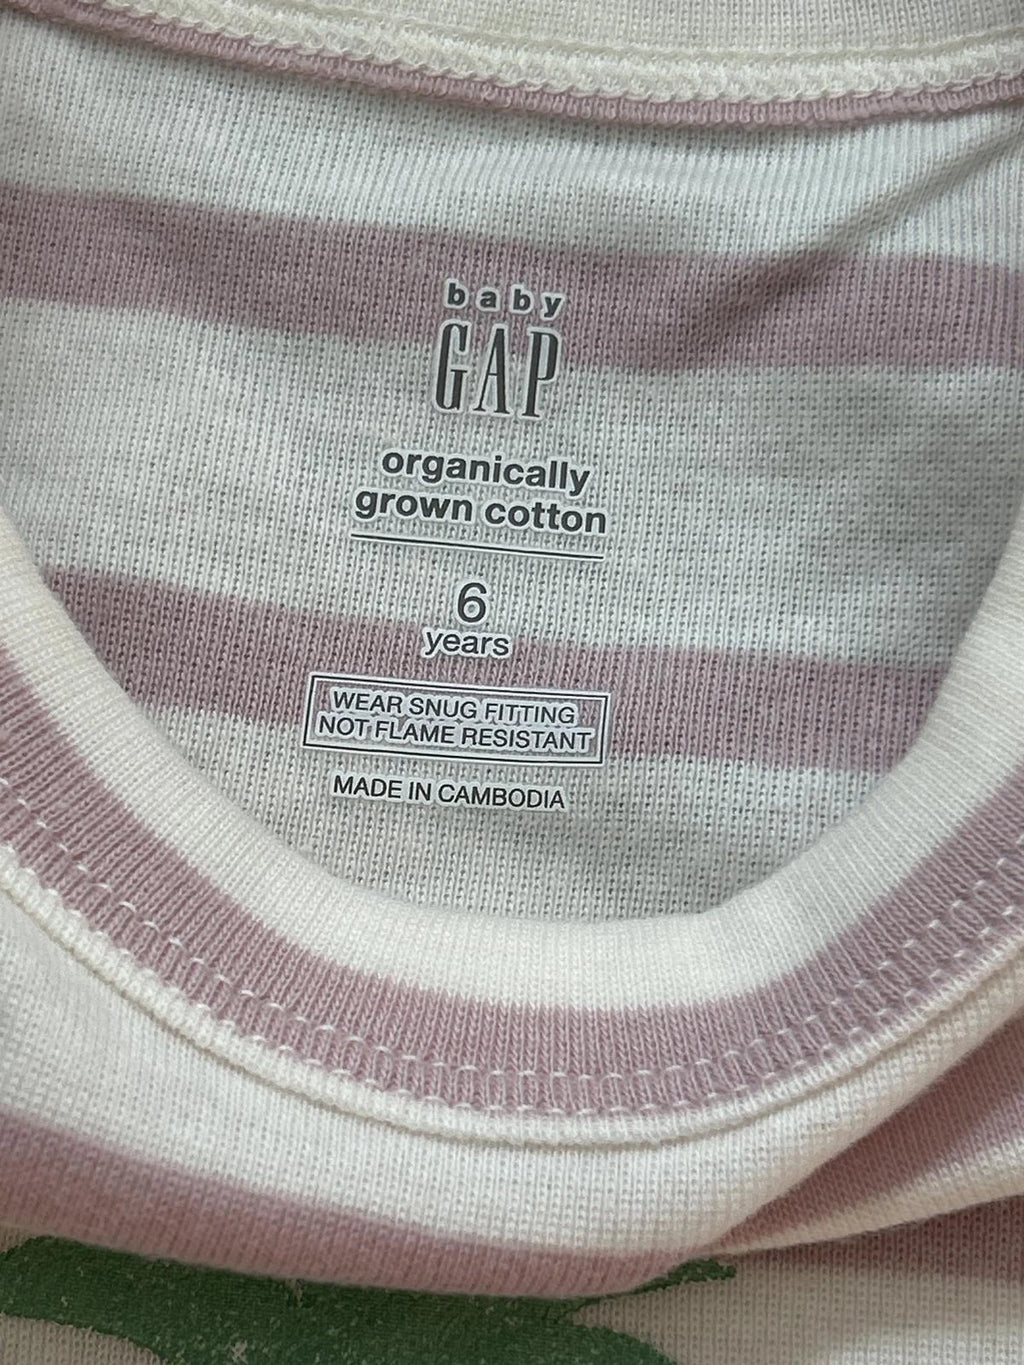 baby
GAP
organically
grown cotton
6
years
WEAR SNUG FITTING
NOT FLAME RESISTANT
MADE IN CAMBODIA